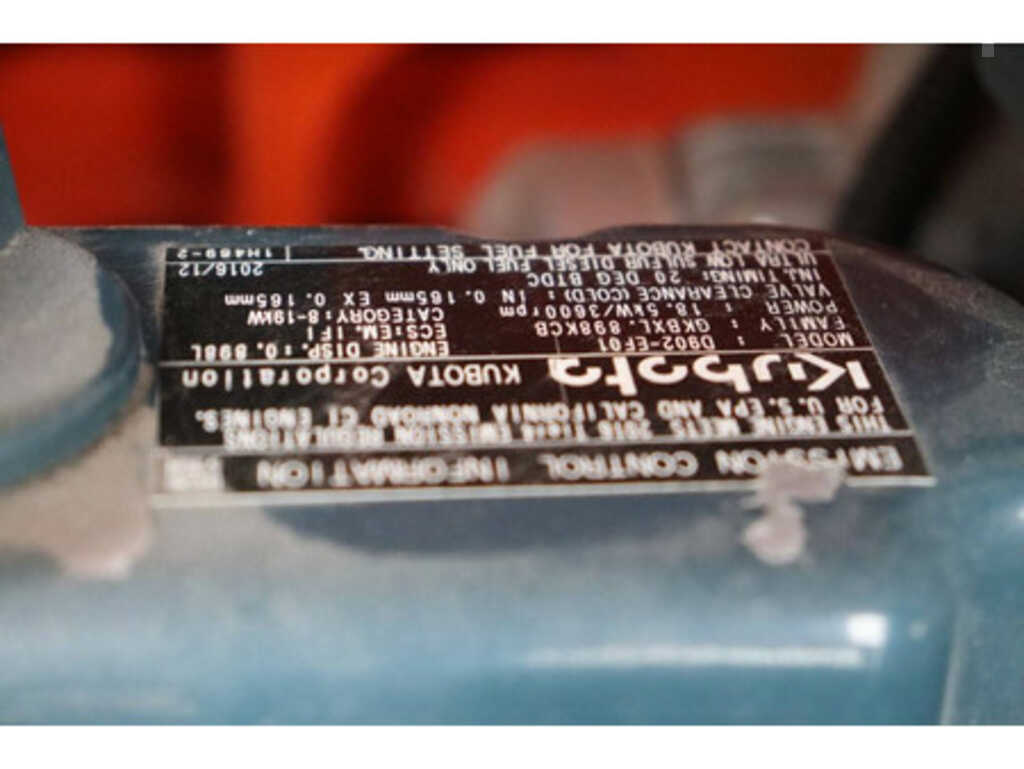 EMISSION CONTROL INFORMATION
THIS ENGINE MEETS 2016 Tier4 EMISSION REGULATIONS
FOR U.S. EPA AND CALIFORNIA NONROAD CI ENGINES.
Kubota KUBOTA Corporation
MODEL : D902-EF01 ENGINE DISP.:0.898L
FAMILY : GKBXL.898KCB ECS:EM, IFI
POWER : 18.5kW/3600rpm CATEGORY:8-19kW
VALVE CLEARANCE(COLD): IN 0.165mm EX 0.165mm
INJ.TIMING: 20 DEG BTDC
ULTRA LOW SULFUR DIESEL FUEL ONLY 2016/12
CONTACT KUBOTA FOR FUEL SETTING. 1H469-2